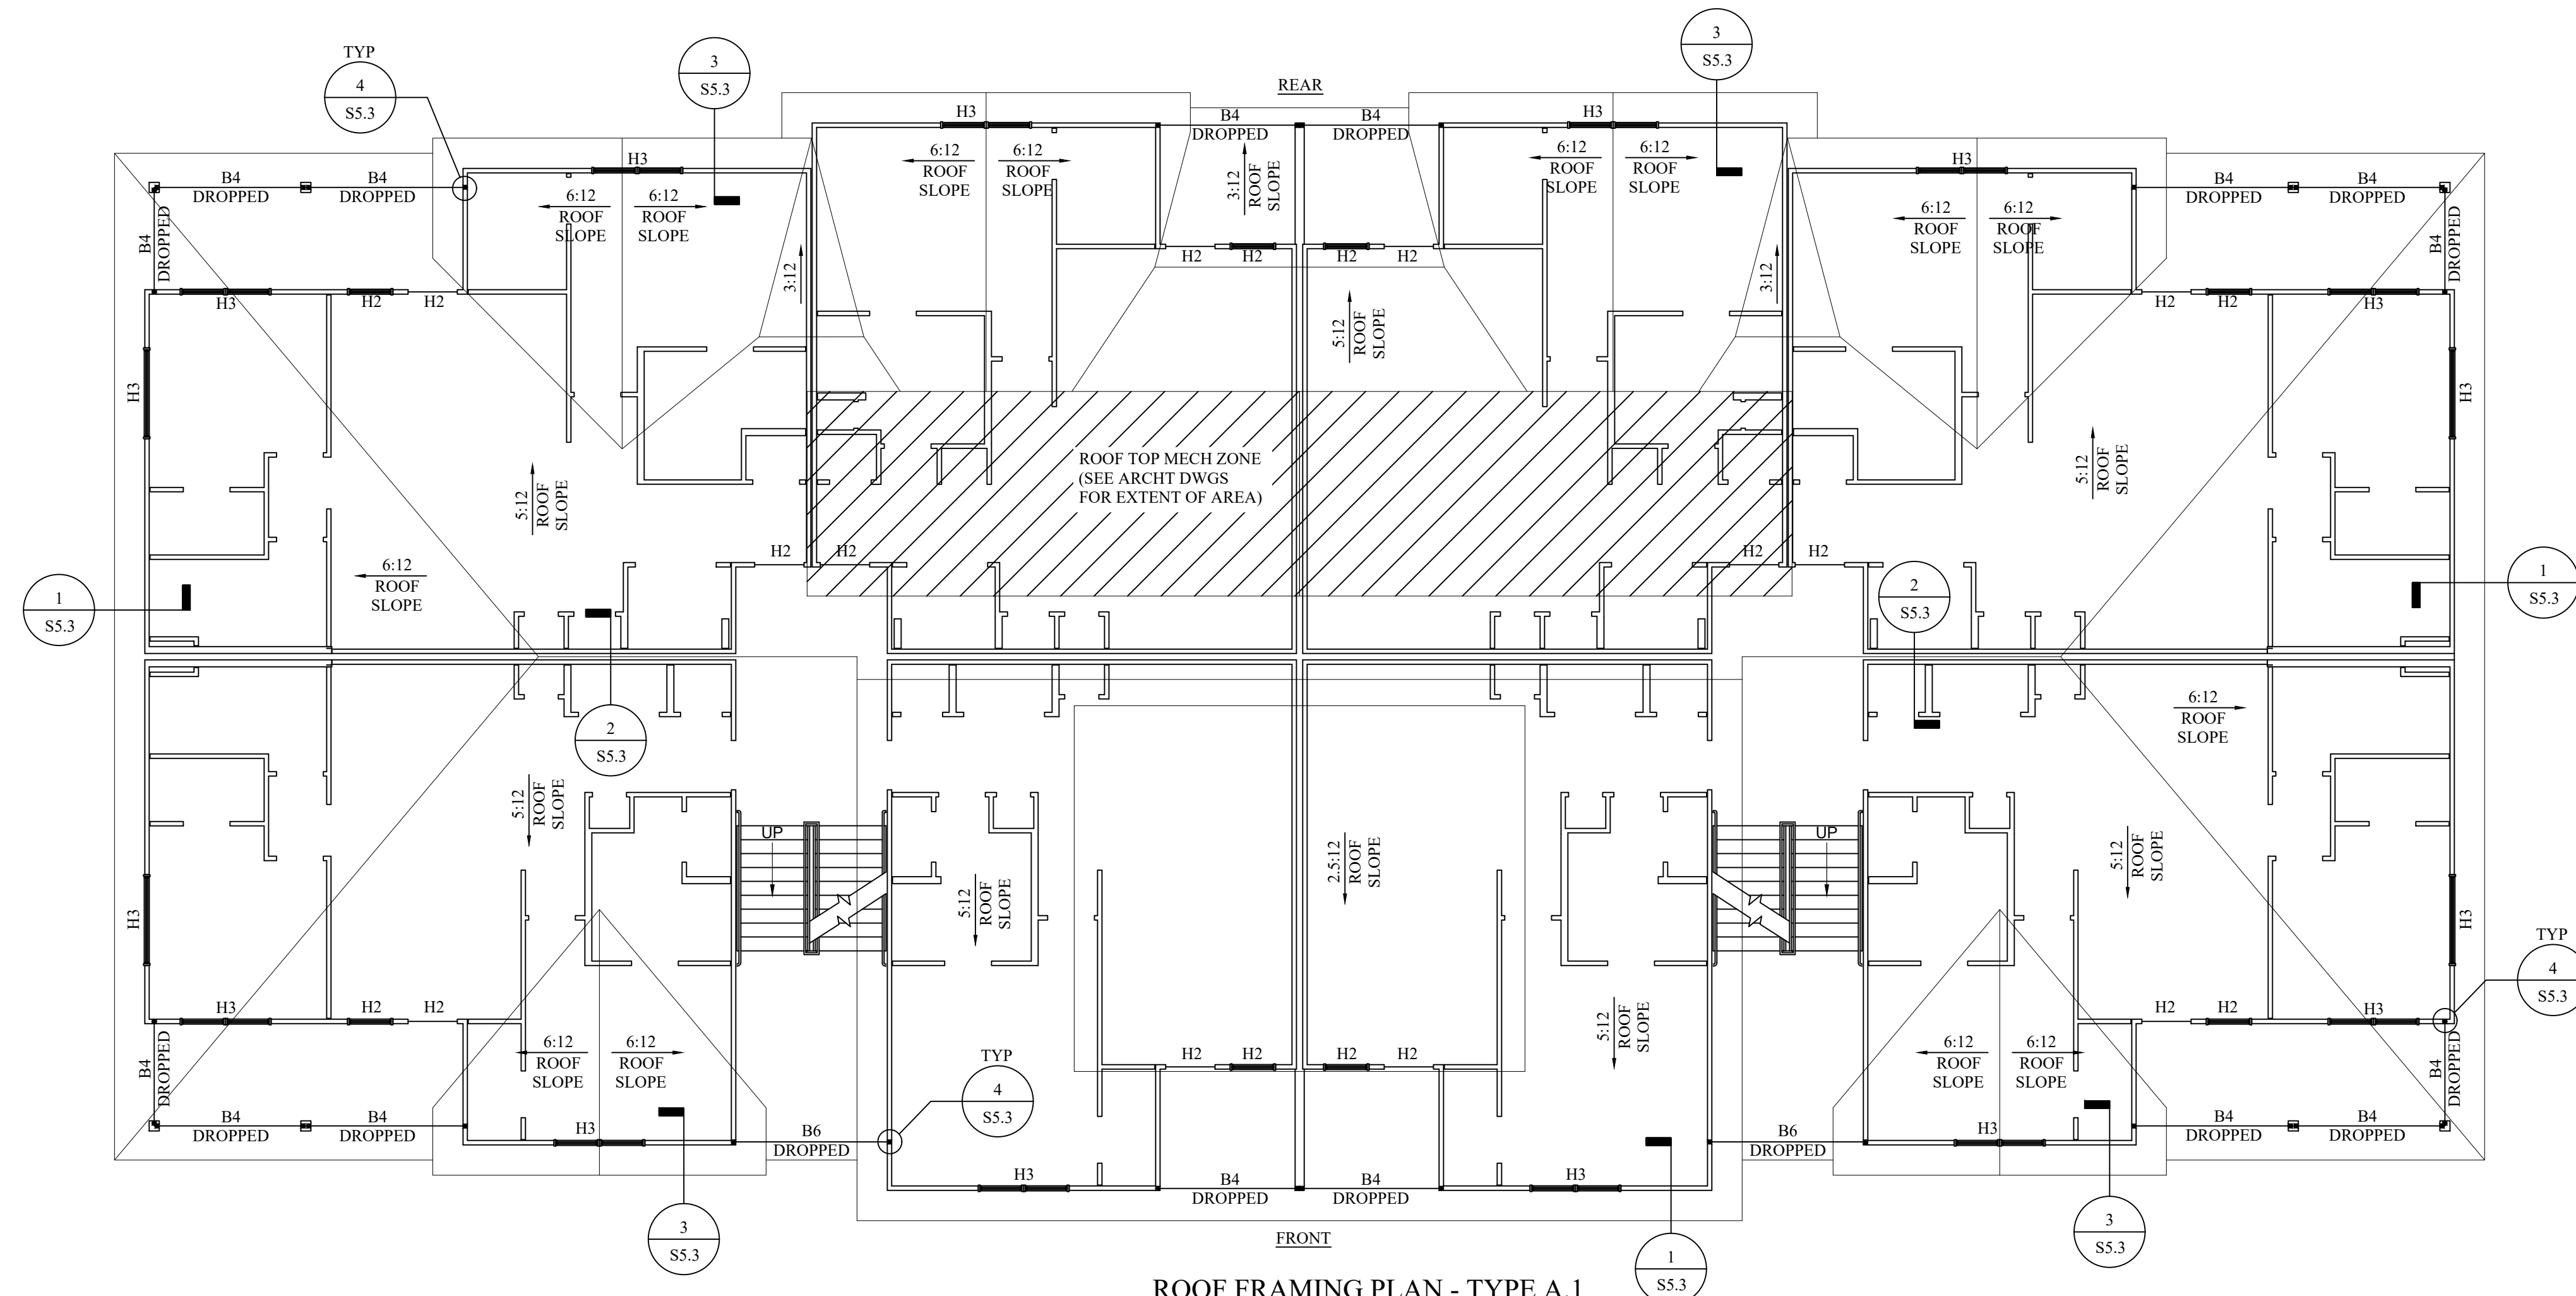 3
S5.3
3
S5.3
TYP
4
S5.3
REAR
H3
B4
DROPPED
B4
DROPPED
H3
6:12
ROOF
SLOPE
6:12
ROOF
SLOPE
3:12
ROOF
SLOPE
6:12
ROOF
SLOPE
6:12
ROOF
SLOPE
H3
H3
B4
DROPPED
B4
DROPPED
6:12
ROOF
SLOPE
6:12
ROOF
SLOPE
6:12
ROOF
SLOPE
6:12
ROOF
SLOPE
B4
DROPPED
B4
DROPPED
B4
DROPPED
B4
DROPPED
3:12
3:12
H2
H2
H2
H2
H3
H2
H2
H2
H2
H3
5:12
ROOF
SLOPE
H3
H3
ROOF TOP MECH ZONE
(SEE ARCHT DWGS
FOR EXTENT OF AREA)
5:12
ROOF
SLOPE
5:12
ROOF
SLOPE
H2
H2
H2
H2
6:12
ROOF
SLOPE
1
S5.3
2
S5.3
1
S5.3
2
S5.3
6:12
ROOF
SLOPE
5:12
ROOF
SLOPE
UP
2.5:12
ROOF
SLOPE
UP
5:12
ROOF
SLOPE
5:12
ROOF
SLOPE
H3
H3
TYP
4
S5.3
H3
H2
H2
5:12
ROOF
SLOPE
H2
H2
H3
6:12
ROOF
SLOPE
6:12
ROOF
SLOPE
H2
H2
H2
H2
6:12
ROOF
SLOPE
6:12
ROOF
SLOPE
B4
DROPPED
TYP
4
S5.3
B4
DROPPED
B4
DROPPED
B4
DROPPED
H3
B6
DROPPED
B6
DROPPED
H3
B4
DROPPED
B4
DROPPED
H3
B4
DROPPED
B4
DROPPED
H3
3
S5.3
FRONT
1
S5.3
3
S5.3
ROOF FRAMING PLAN - TYPE A.1